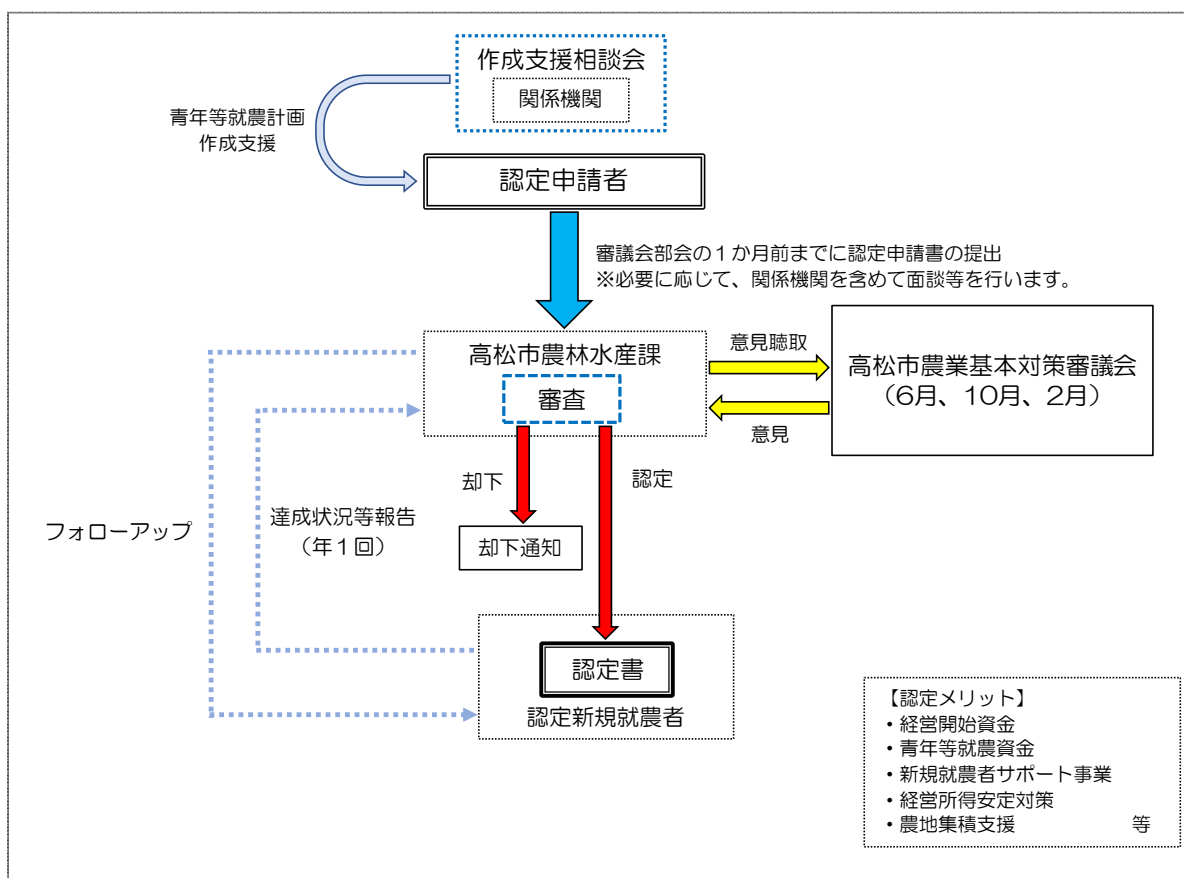 作成支援相談会
関係機関
青年等就農計画
作成支援
認定申請者
審議会部会の１か月前までに認定申請書の提出
※必要に応じて、関係機関を含めて面談等を行います。
高松市農林水産課
審査
意見聴取
意見
高松市農業基本対策審議会
（6月、10月、2月）
却下
認定
却下通知
フォローアップ
達成状況等報告
（年１回）
認定書
認定新規就農者
【認定メリット】
・経営開始資金
・青年等就農資金
・新規就農者サポート事業
・経営所得安定対策
・農地集積支援　　　　　　等